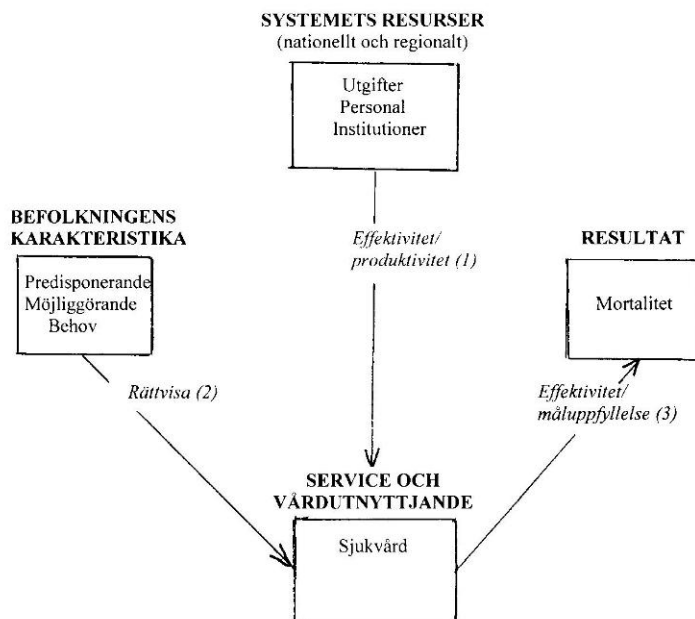 SYSTEMETS RESURSER
(nationellt och regionalt)
Utgifter
Personal
Institutioner
BEFOLKNINGENS
KARAKTERISTIKA
Predisponerande
Möjliggörande
Behov
Effektivitet/
produktivitet (1)
RESULTAT
Mortalitet
Rättvisa (2)
Effektivitet/
måluppfyllelse (3)
SERVICE OCH
VÅRDUTNYTTJANDE
Sjukvård